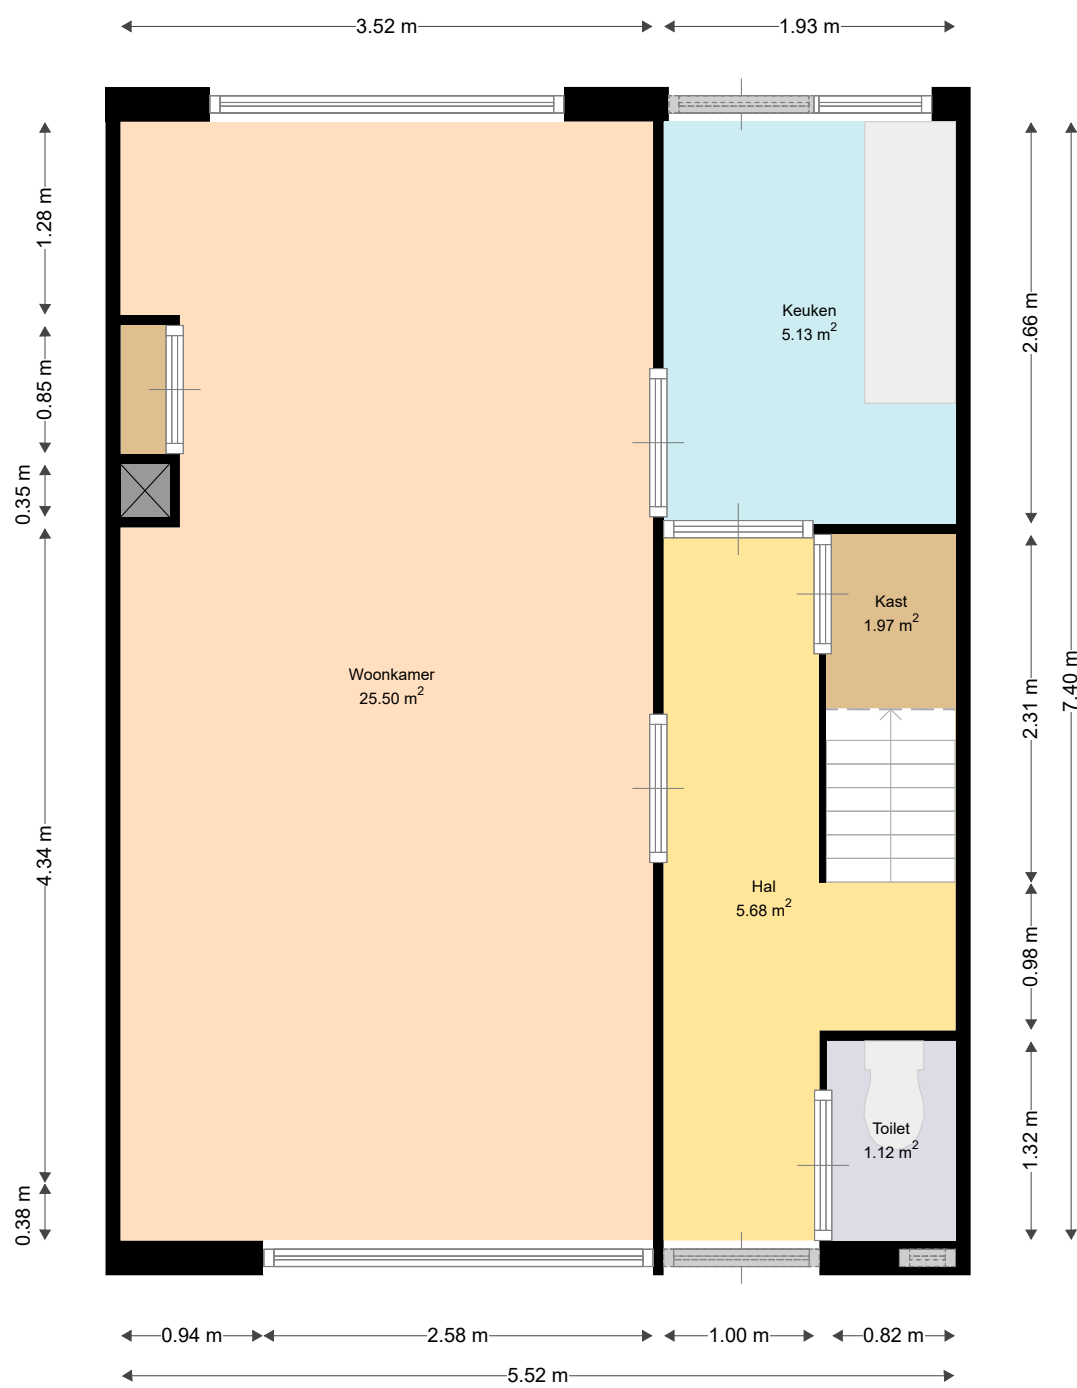 3.52 m
1.93 m
1.28 m
0.85 m
0.35 m
4.34 m
0.38 m
Keuken
5.13 m²
Kast
1.97 m²
Woonkamer
25.50 m²
Hal
5.68 m²
Toilet
1.12 m²
2.66 m
2.31 m
0.98 m
1.32 m
7.40 m
0.94 m
2.58 m
1.00 m
0.82 m
5.52 m